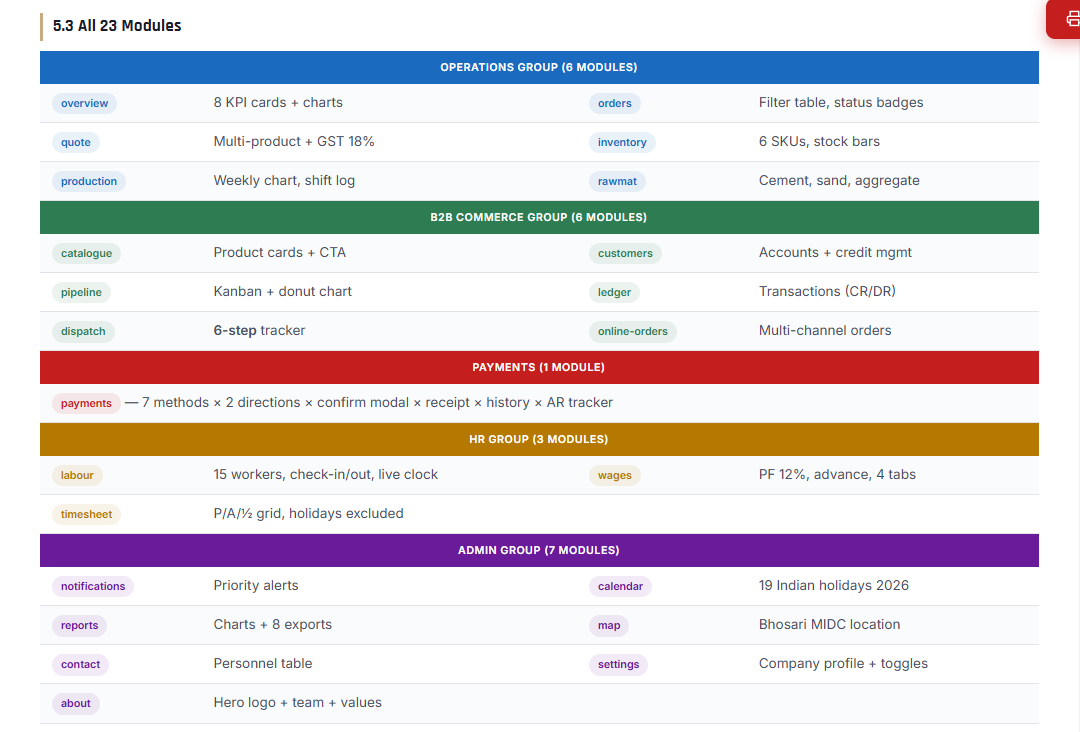 5.3 All 23 Modules
OPERATIONS GROUP (6 MODULES)
overview 8 KPI cards + charts orders Filter table, status badges
quote Multi-product + GST 18% inventory 6 SKUs, stock bars
production Weekly chart, shift log rawmat Cement, sand, aggregate
B2B COMMERCE GROUP (6 MODULES)
catalogue Product cards + CTA customers Accounts + credit mgmt
pipeline Kanban + donut chart ledger Transactions (CR/DR)
dispatch 6-step tracker online-orders Multi-channel orders
PAYMENTS (1 MODULE)
payments — 7 methods × 2 directions × confirm modal × receipt × history × AR tracker
HR GROUP (3 MODULES)
labour 15 workers, check-in/out, live clock wages PF 12%, advance, 4 tabs
timesheet P/A/½ grid, holidays excluded
ADMIN GROUP (7 MODULES)
notifications Priority alerts calendar 19 Indian holidays 2026
reports Charts + 8 exports map Bhosari MIDC location
contact Personnel table settings Company profile + toggles
about Hero logo + team + values